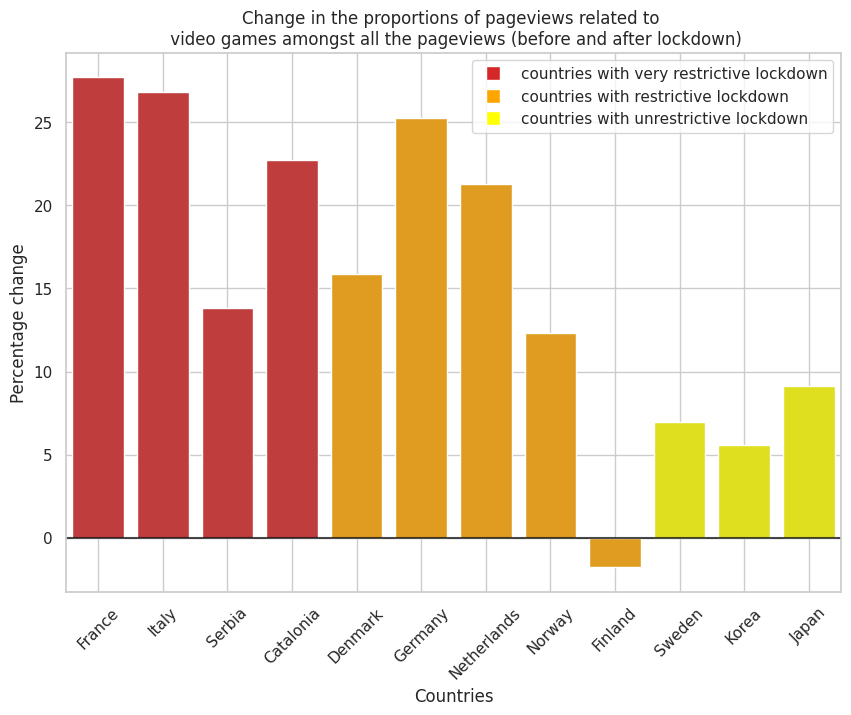 Change in the proportions of pageviews related to
video games amongst all the pageviews (before and after lockdown)
countries with very restrictive lockdown
countries with restrictive lockdown
countries with unrestrictive lockdown
Percentage change
25
20
15
10
5
0
France
Italy
Serbia
Catalonia
Denmark
Germany
Netherlands
Norway
Finland
Sweden
Korea
Japan
Countries